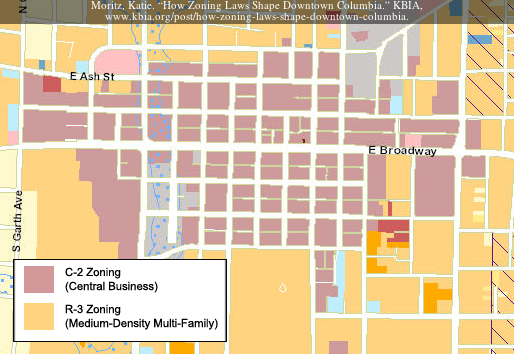 Moritz, Katie. “How Zoning Laws Shape Downtown Columbia.” KBIA,
www.kbia.org/post/how-zoning-laws-shape-downtown-columbia.
N
E Ash St
E Broadway
S Garth Ave
C-2 Zoning
(Central Business)
R-3 Zoning
(Medium-Density Multi-Family)